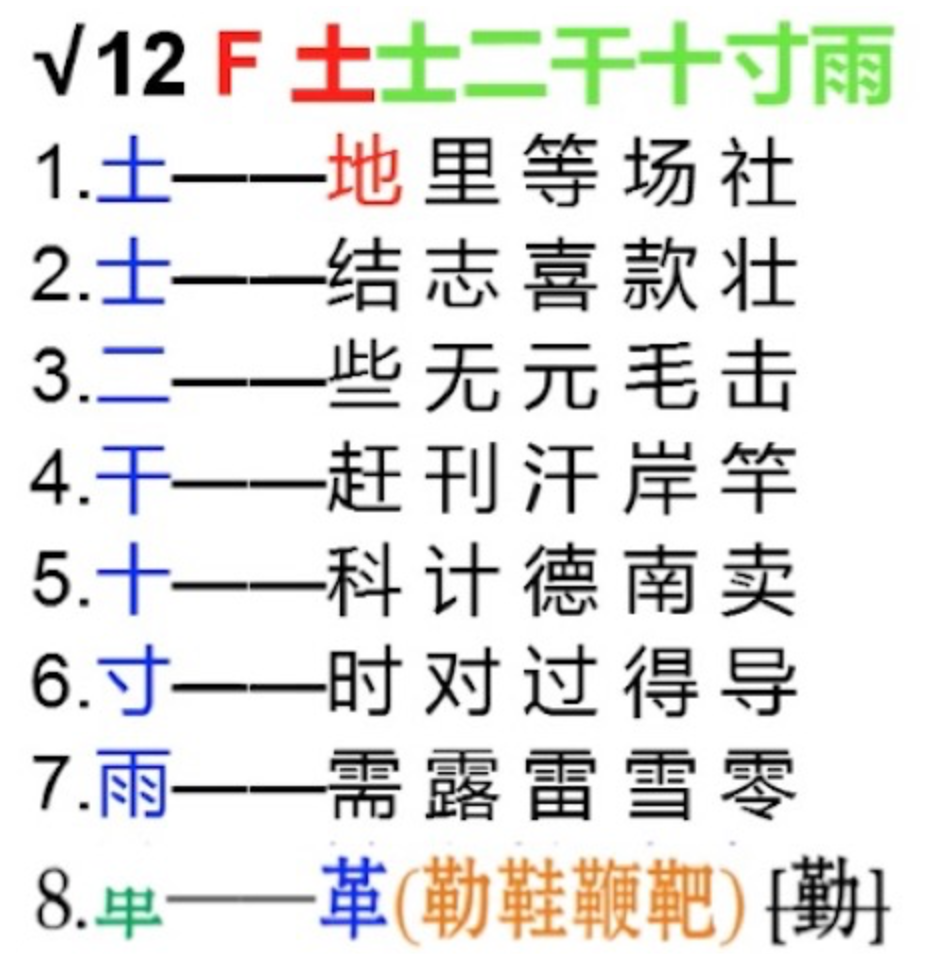 √12 F 土士二干十寸雨
1.土——地 里 等 场 社
2.士——结 志 喜 款 壮
3.二——些 无 元 毛 击
4.干——赶 刊 汗 岸 竿
5.十——科 计 德 南 卖
6.寸——时 对 过 得 导
7.雨——需 露 雷 雪 零
8.——革(勒鞋鞭靶) [勤]